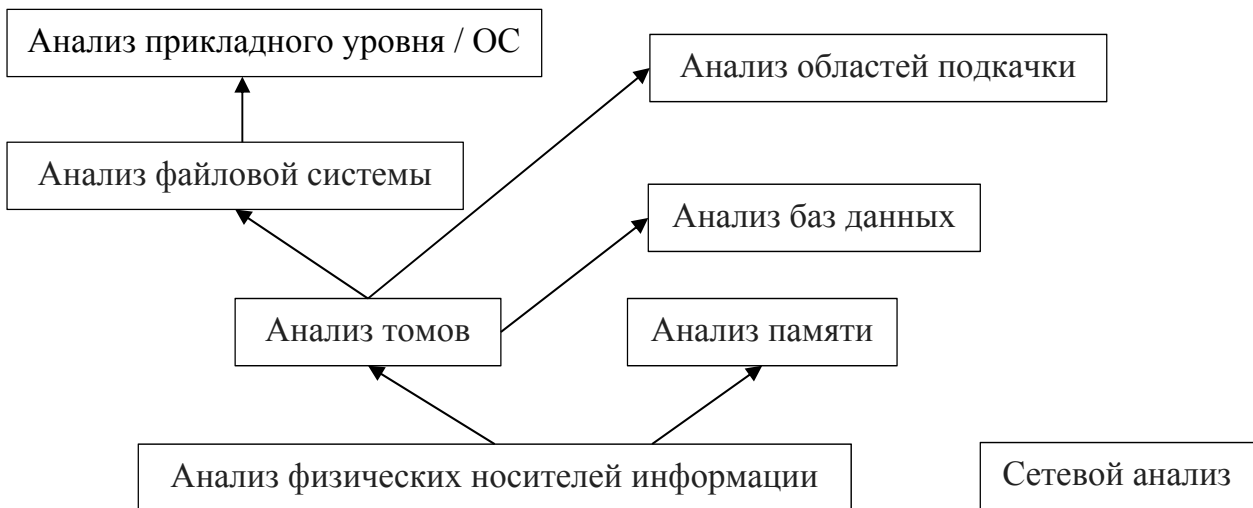 Анализ прикладного уровня / ОС
Анализ областей подкачки
Анализ файловой системы
Анализ баз данных
Анализ томов
Анализ памяти
Анализ физических носителей информации
Сетевой анализ